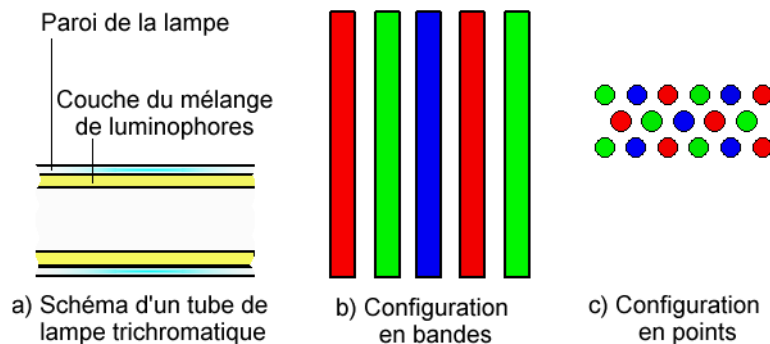 Paroi de la lampe
Couche du mélange
de luminophores
a) Schéma d'un tube de
lampe trichromatique
b) Configuration
en bandes
c) Configuration
en points